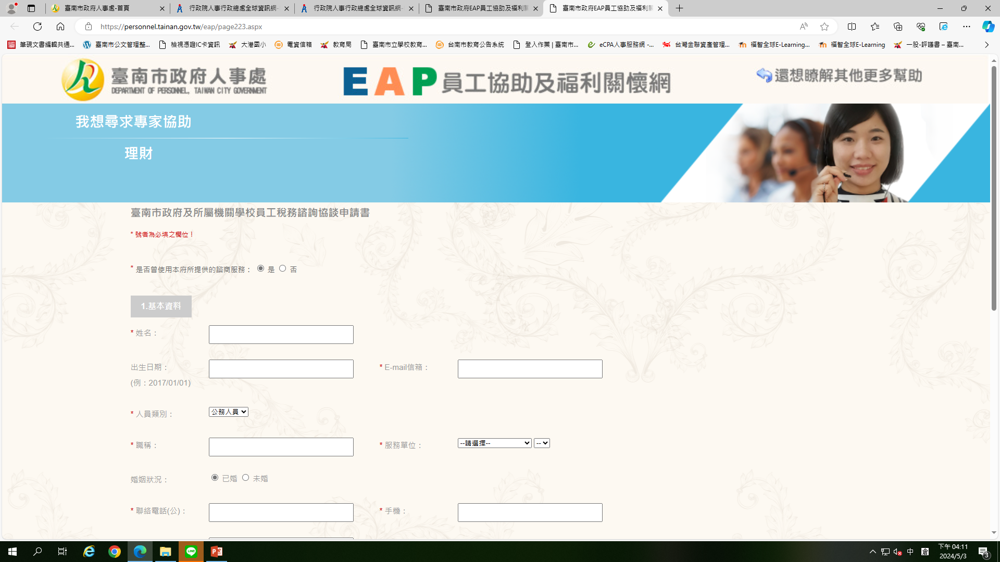 臺南市政府人事處-首頁
行政院人事行政總處全球資訊網-
行政院人事行政總處全球資訊網-
臺南市政府EAP員工協助及福利關
臺南市政府EAP員工協助及福利關
https://personnel.tainan.gov.tw/eap/page223.aspx
筆硯文書編輯共通...
臺南市公文管理整...
檢視憑證IC卡資訊
大港國小
電資信箱
教育局
臺南市立學校教育...
台南市教育公告系統
登入作業 | 臺南市...
eCPA人事服務網 -...
台灣金聯資產管理...
福智全球E-Learning...
福智全球E-Learning
一股-評議書 – 臺南...
臺南市政府人事處
DEPARTMENT OF PERSONNEL, TAIWAN CITY GOVERNMENT
EAP員工協助及福利關懷網
還想瞭解其他更多幫助
我想尋求專家協助
理財
臺南市政府及所屬機關學校員工稅務諮詢協談申請書
* 號者為必填之欄位！
* 是否曾使用本府所提供的諮商服務： 是 否
1.基本資料
* 姓名：
出生日期：
(例：2017/01/01)
* E-mail信箱：
* 人員類別：
公務人員
* 職稱：
* 服務單位：
--請選擇--
--
婚姻狀況：
已婚 未婚
* 聯絡電話(公)：
* 手機：
LINE
中
下午 04:11
2024/5/3
3